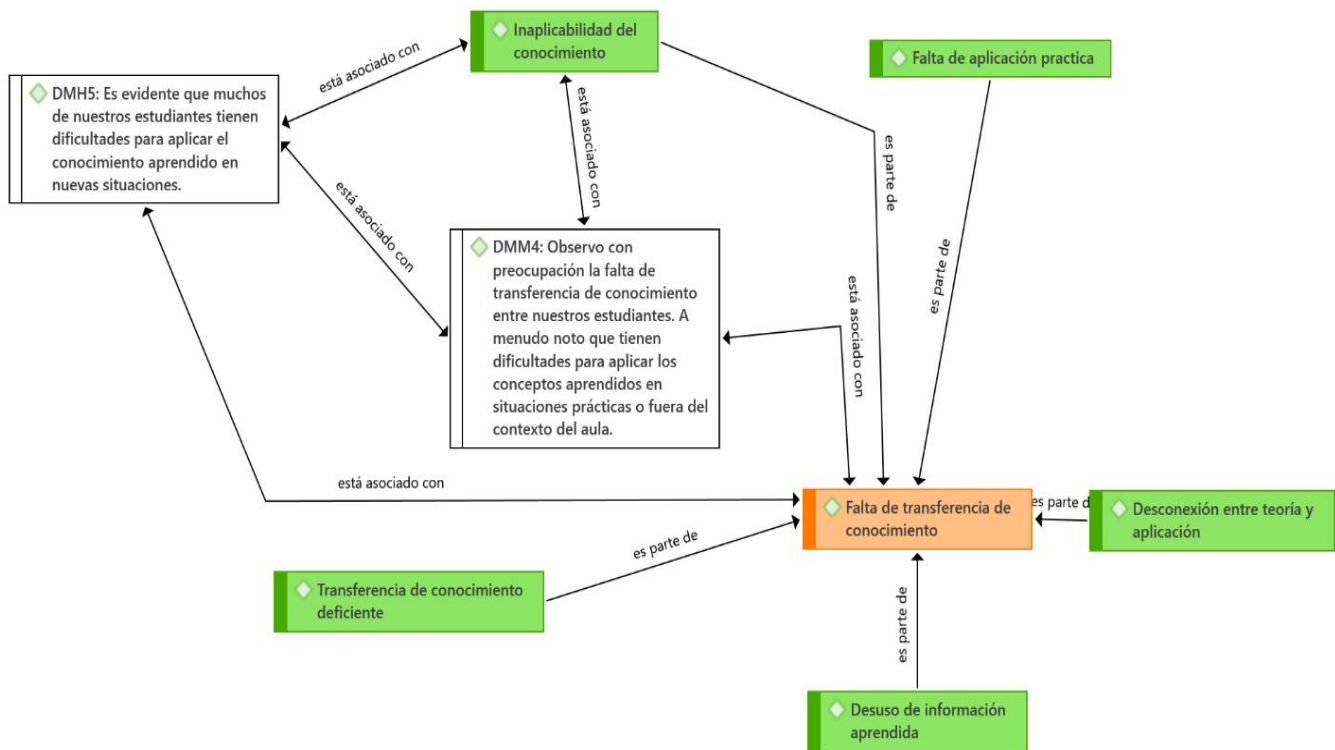 Inaplicabilidad del
conocimiento
Falta de aplicación practica
está asociado con
DMH5: Es evidente que muchos
de nuestros estudiantes tienen
dificultades para aplicar el
conocimiento aprendido en
nuevas situaciones.
está asociado con
es parte de
está asociado con
DMM4: Observo con
preocupación la falta de
transferencia de conocimiento
entre nuestros estudiantes. A
menudo noto que tienen
dificultades para aplicar los
conceptos aprendidos en
situaciones prácticas o fuera del
contexto del aula.
es parte de
está asociado con
está asociado con
Falta de transferencia de
conocimiento
es parte d
Desconexión entre teoría y
aplicación
es parte de
Transferencia de conocimiento
deficiente
es parte de
Desuso de información
aprendida